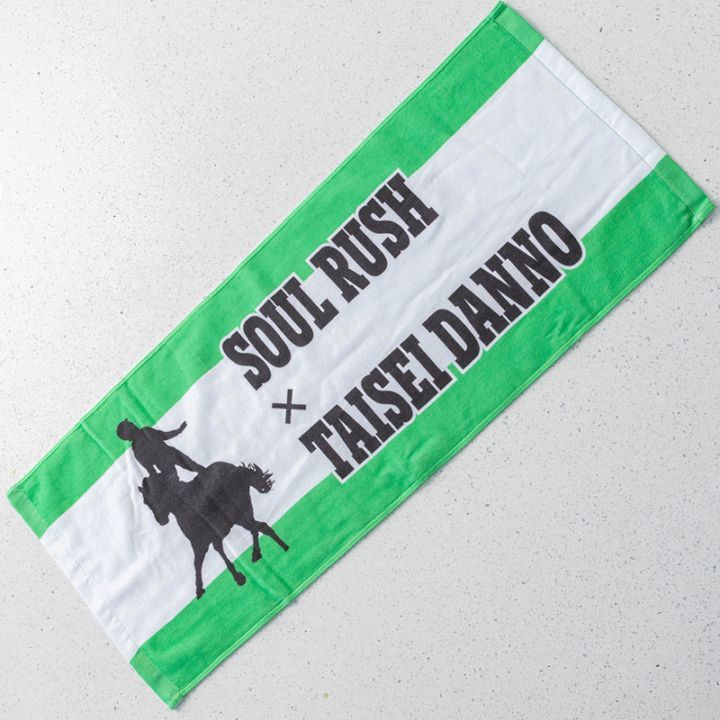 SOUL RUSH
×
TAISEI DANNO